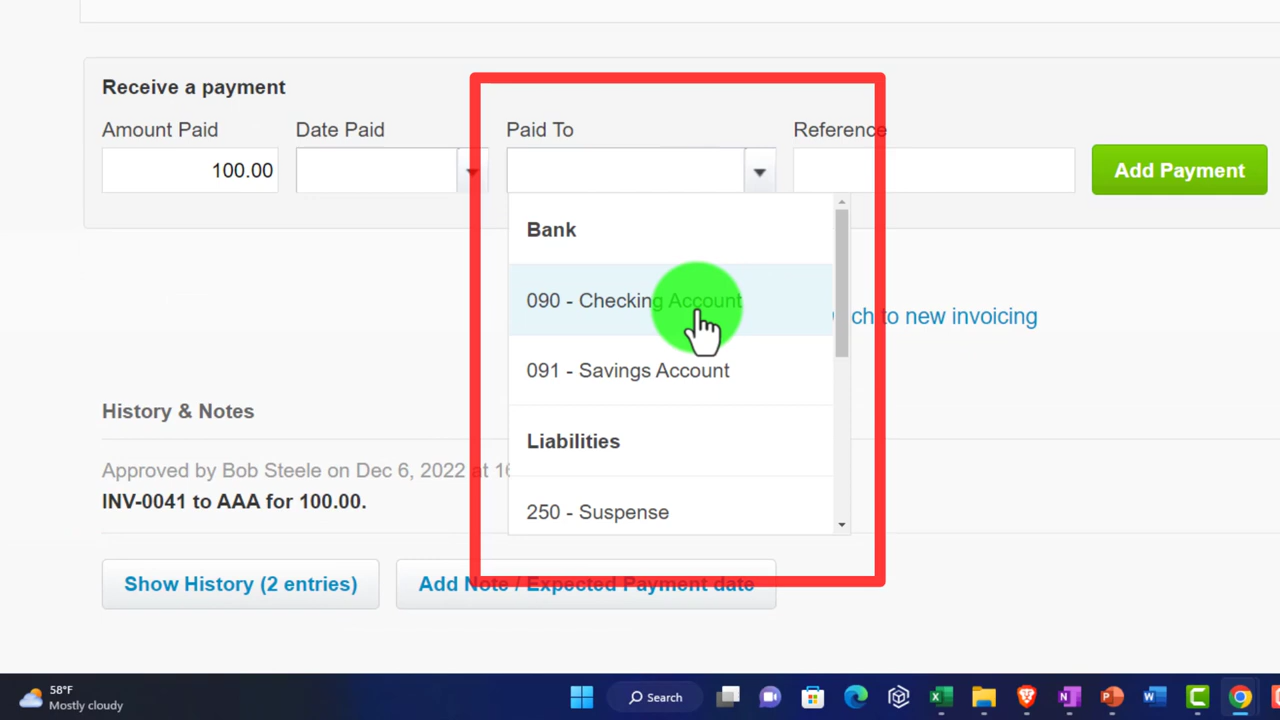 Receive a payment
Amount Paid
Date Paid
Paid To
Reference
100.00
Add Payment
Bank
090 - Checking Account
to new invoicing
091 - Savings Account
History & Notes
Liabilities
Approved by Bob Steele on Dec 6, 2022 at
INV-0041 to AAA for 100.00.
250 - Suspense
Show History (2 entries)
Add Note / Expected Payment date
58°F
Mostly cloudy
Search